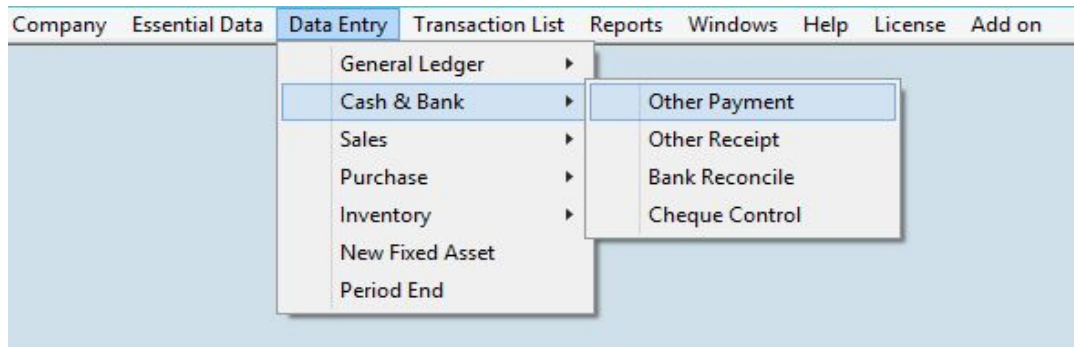 Company Essential Data Data Entry Transaction List Reports Windows Help License Add on
General Ledger
Cash & Bank
Sales
Purchase
Inventory
New Fixed Asset
Period End
Other Payment
Other Receipt
Bank Reconcile
Cheque Control